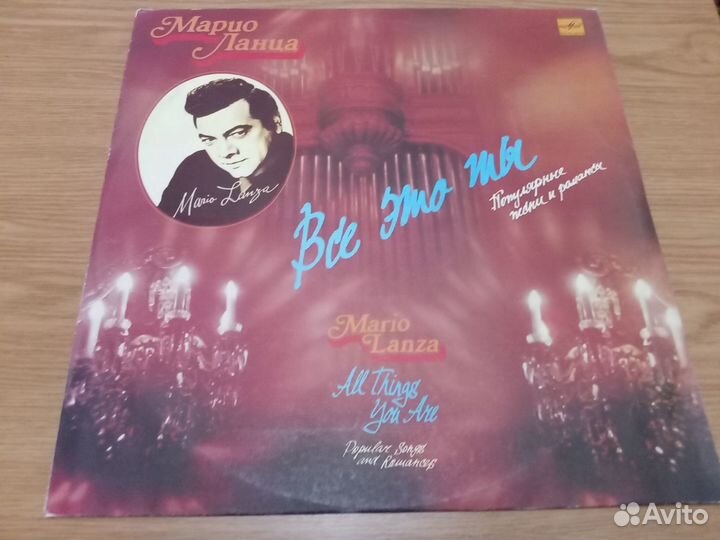 Марио
Ланца
Mario Lanza
Все это ты
Популярные
песни и романсы
Mario
Lanza
All Things
You Are
Popular Songs
and Romances
Avito